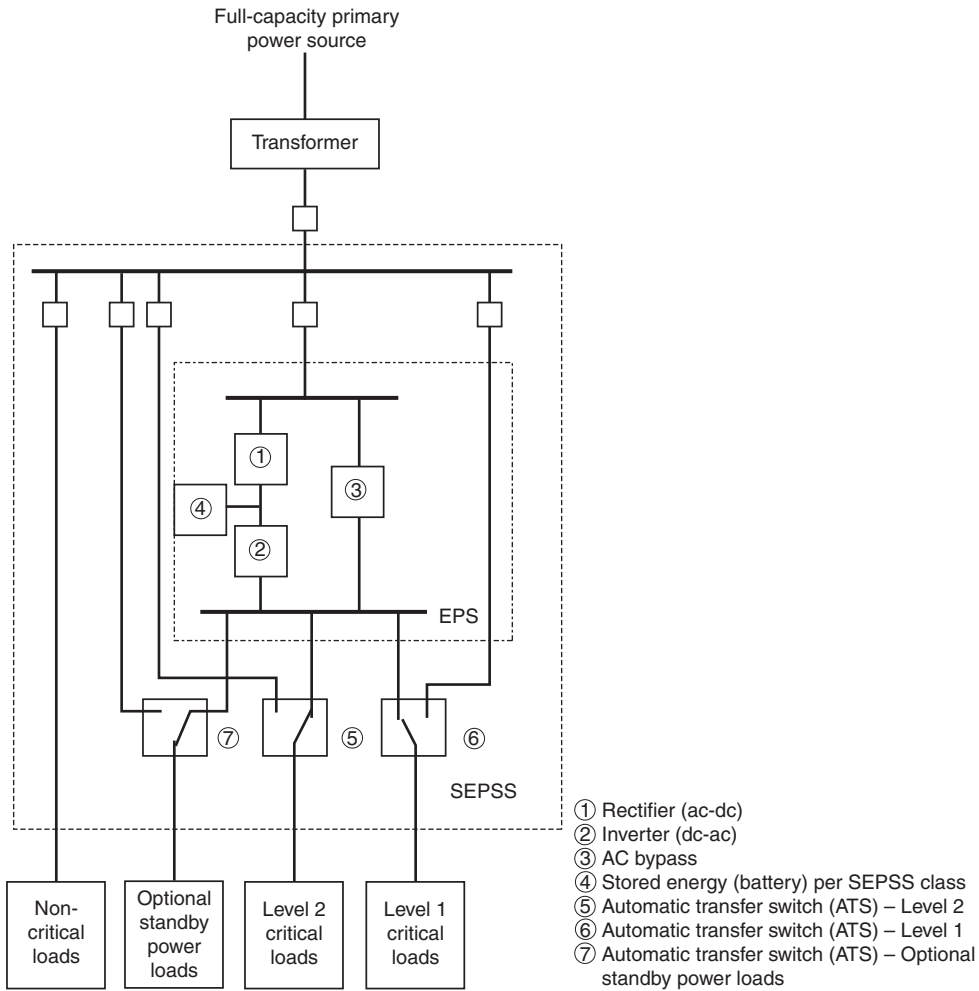 Full-capacity primary
power source
Transformer
①
④
③
②
EPS
⑦
⑤
⑥
SEPSS
Non-
critical
loads
Optional
standby
power
loads
Level 2
critical
loads
Level 1
critical
loads
① Rectifier (ac-dc)
② Inverter (dc-ac)
③ AC bypass
④ Stored energy (battery) per SEPSS class
⑤ Automatic transfer switch (ATS) – Level 2
⑥ Automatic transfer switch (ATS) – Level 1
⑦ Automatic transfer switch (ATS) – Optional
standby power loads